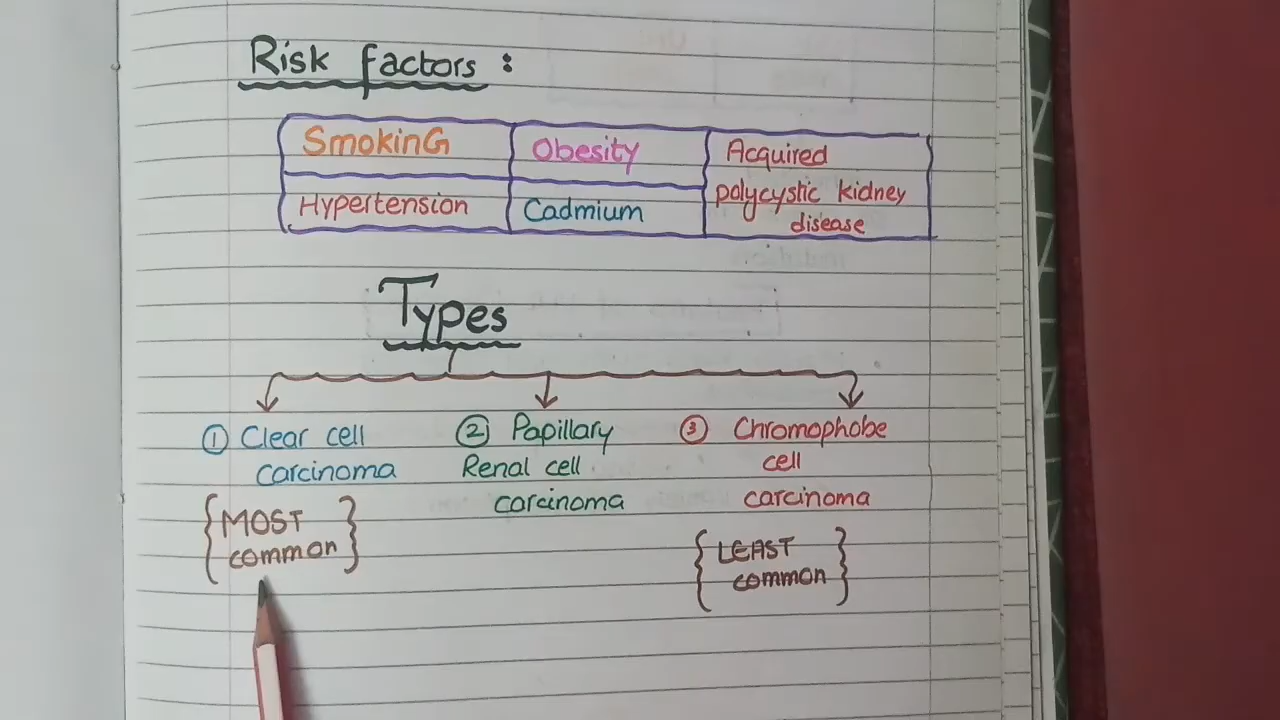 Risk factors :
SmokinG
Obesity
Acquired
polycystic kidney
disease
Hypertension
Cadmium
Types
① Clear cell
carcinoma
{MOST
common}
② Papillary
Renal cell
carcinoma
③ Chromophobe
cell
carcinoma
{LEAST
common}